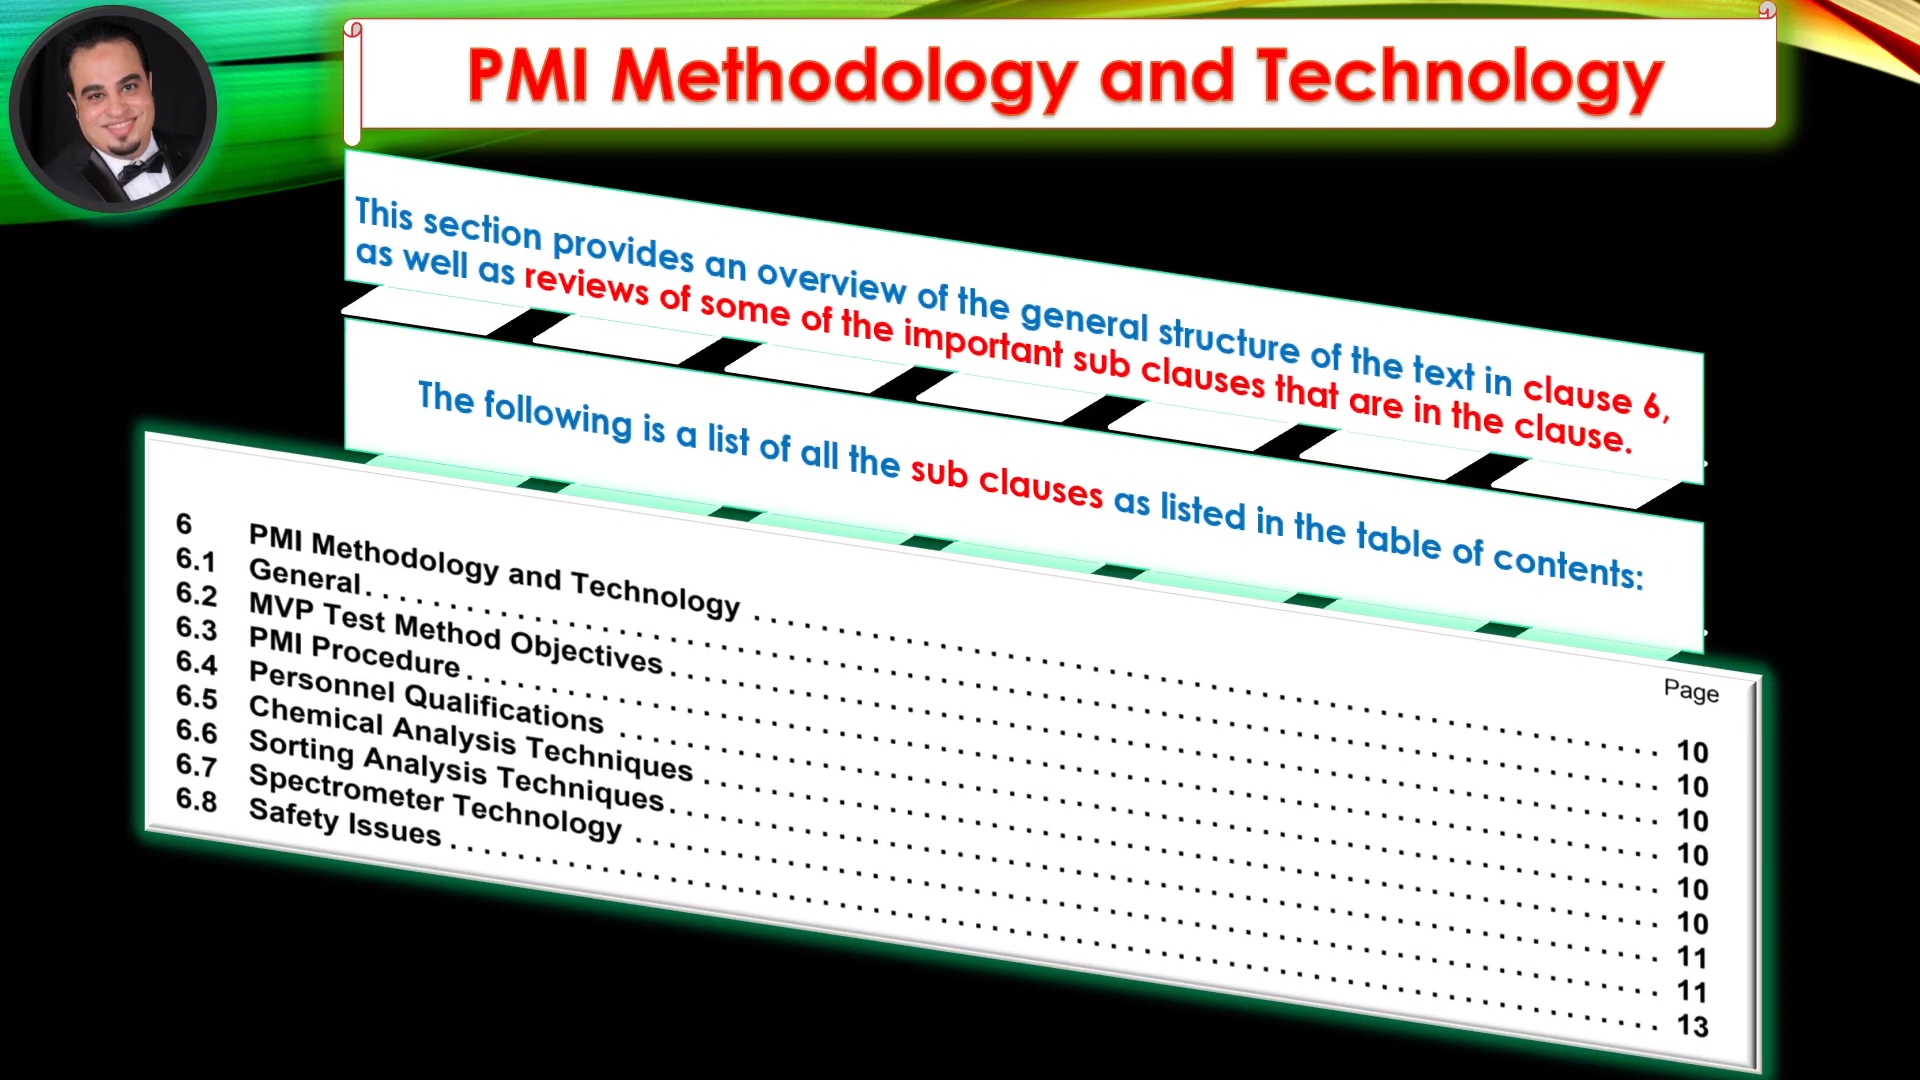 PMI Methodology and Technology
This section provides an overview of the general structure of the text in clause 6,
as well as reviews of some of the important sub clauses that are in the clause.
The following is a list of all the sub clauses as listed in the table of contents:
Page
6 PMI Methodology and Technology . . . . . . . . . . . . . . . . . . . . 10
6.1 General. . . . . . . . . . . . . . . . . . . . 10
6.2 MVP Test Method Objectives. . . . . . . . . . . . . . . . . . . . 10
6.3 PMI Procedure. . . . . . . . . . . . . . . . . . . . 10
6.4 Personnel Qualifications . . . . . . . . . . . . . . . . . . . . 10
6.5 Chemical Analysis Techniques . . . . . . . . . . . . . . . . . . . . 10
6.6 Sorting Analysis Techniques. . . . . . . . . . . . . . . . . . . . 11
6.7 Spectrometer Technology . . . . . . . . . . . . . . . . . . . . 11
6.8 Safety Issues . . . . . . . . . . . . . . . . . . . . 13